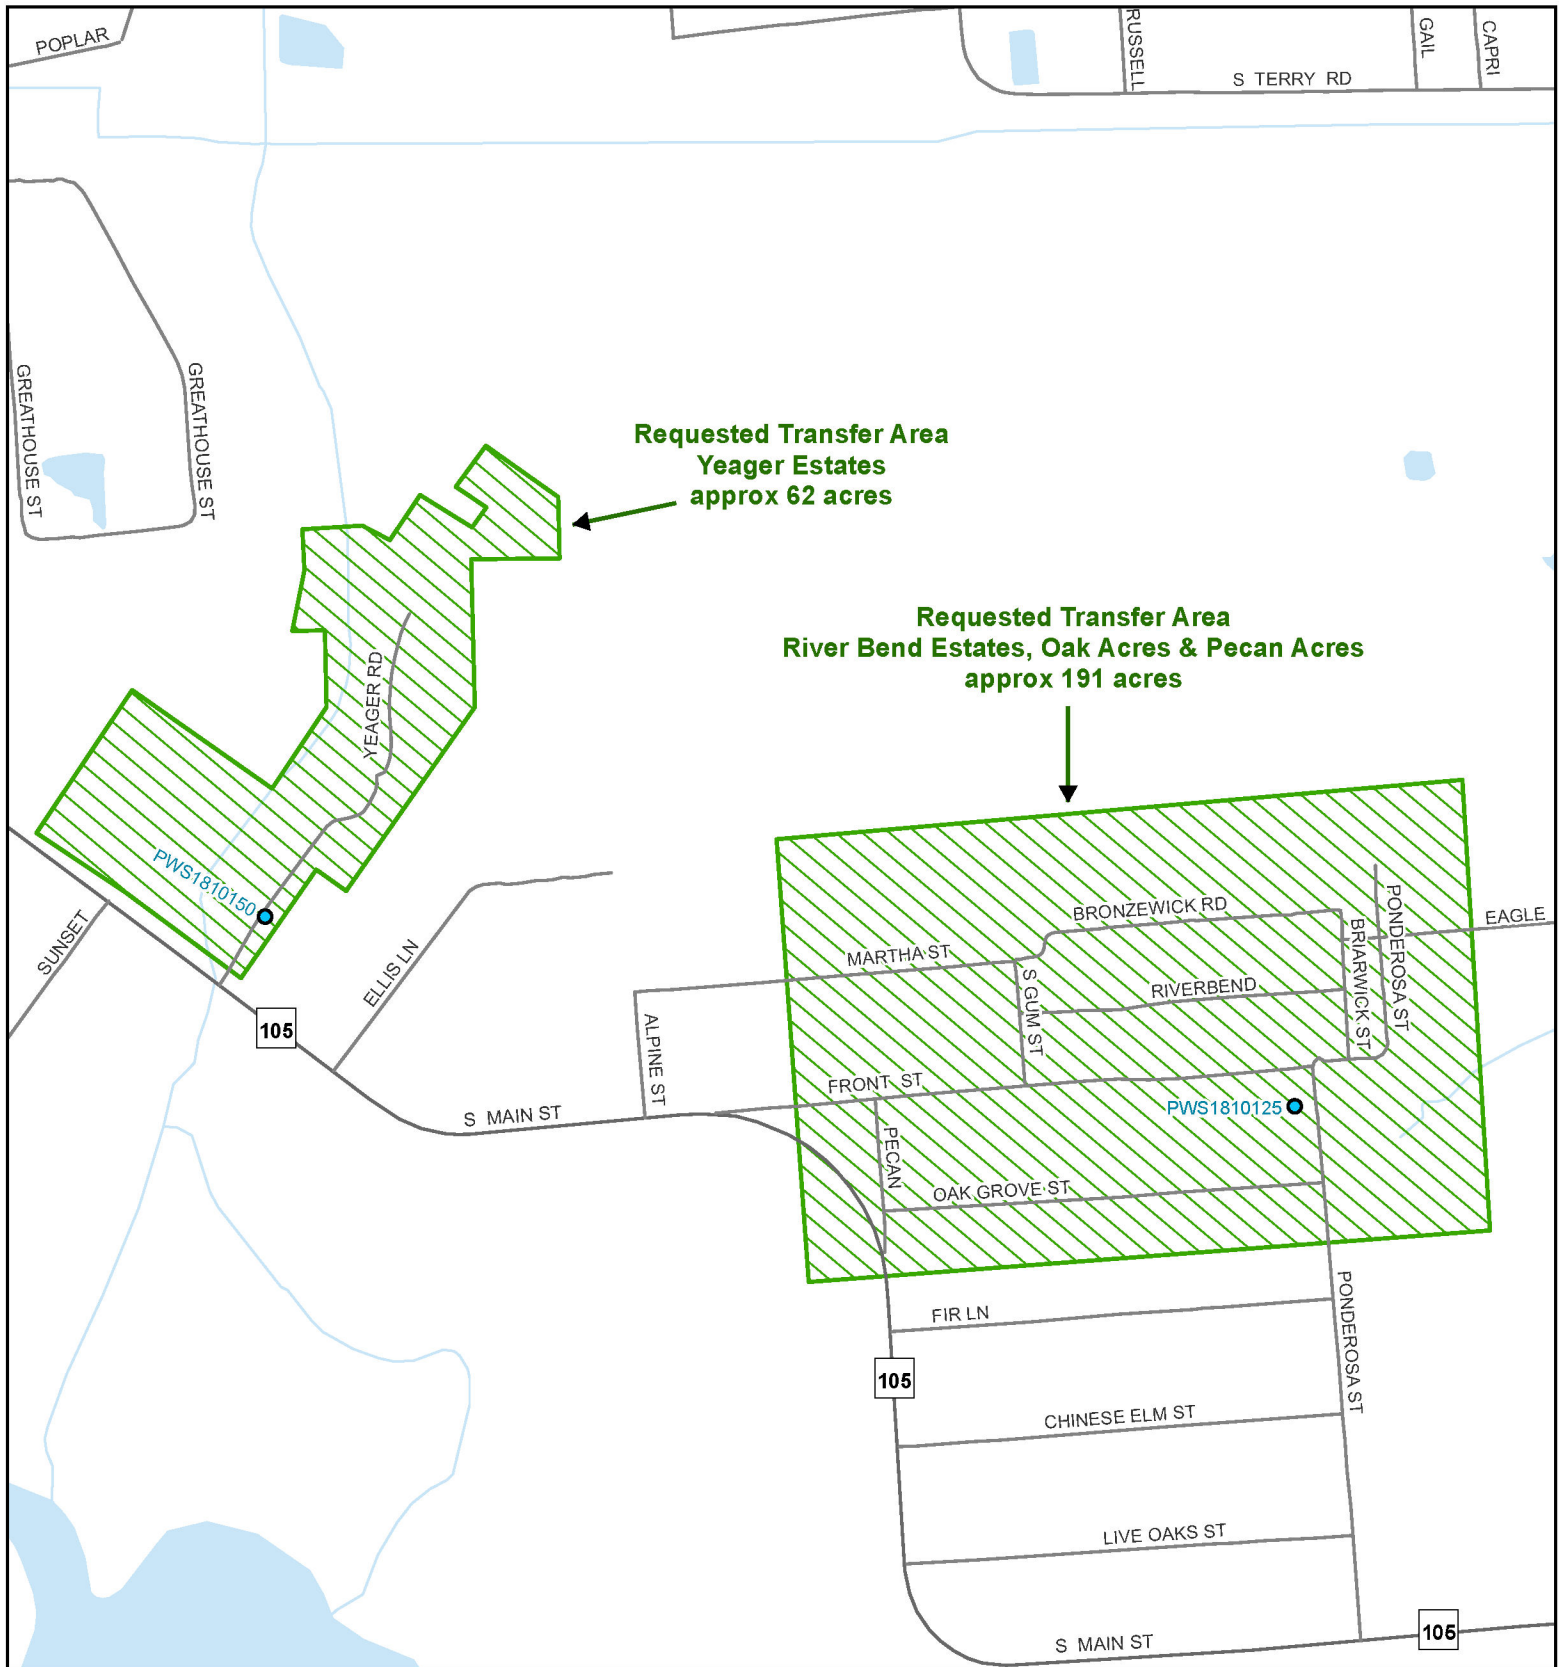 POPLAR
RUSSELL
S TERRY RD
GAIL
CAPRI
GREATHOUSE ST
GREATHOUSE ST
Requested Transfer Area
Yeager Estates
approx 62 acres
Requested Transfer Area
River Bend Estates, Oak Acres & Pecan Acres
approx 191 acres
YEAGER RD
PWS1810150
SUNSET
ELLIS LN
105
S MAIN ST
ALPINE ST
MARTHA ST
BRONZEWICK RD
S GUM ST
RIVERBEND
BRIARWICK ST
PONDEROSA ST
EAGLE
FRONT ST
PWS1810125
PECAN
OAK GROVE ST
FIR LN
PONDEROSA ST
105
CHINESE ELM ST
LIVE OAKS ST
S MAIN ST
105